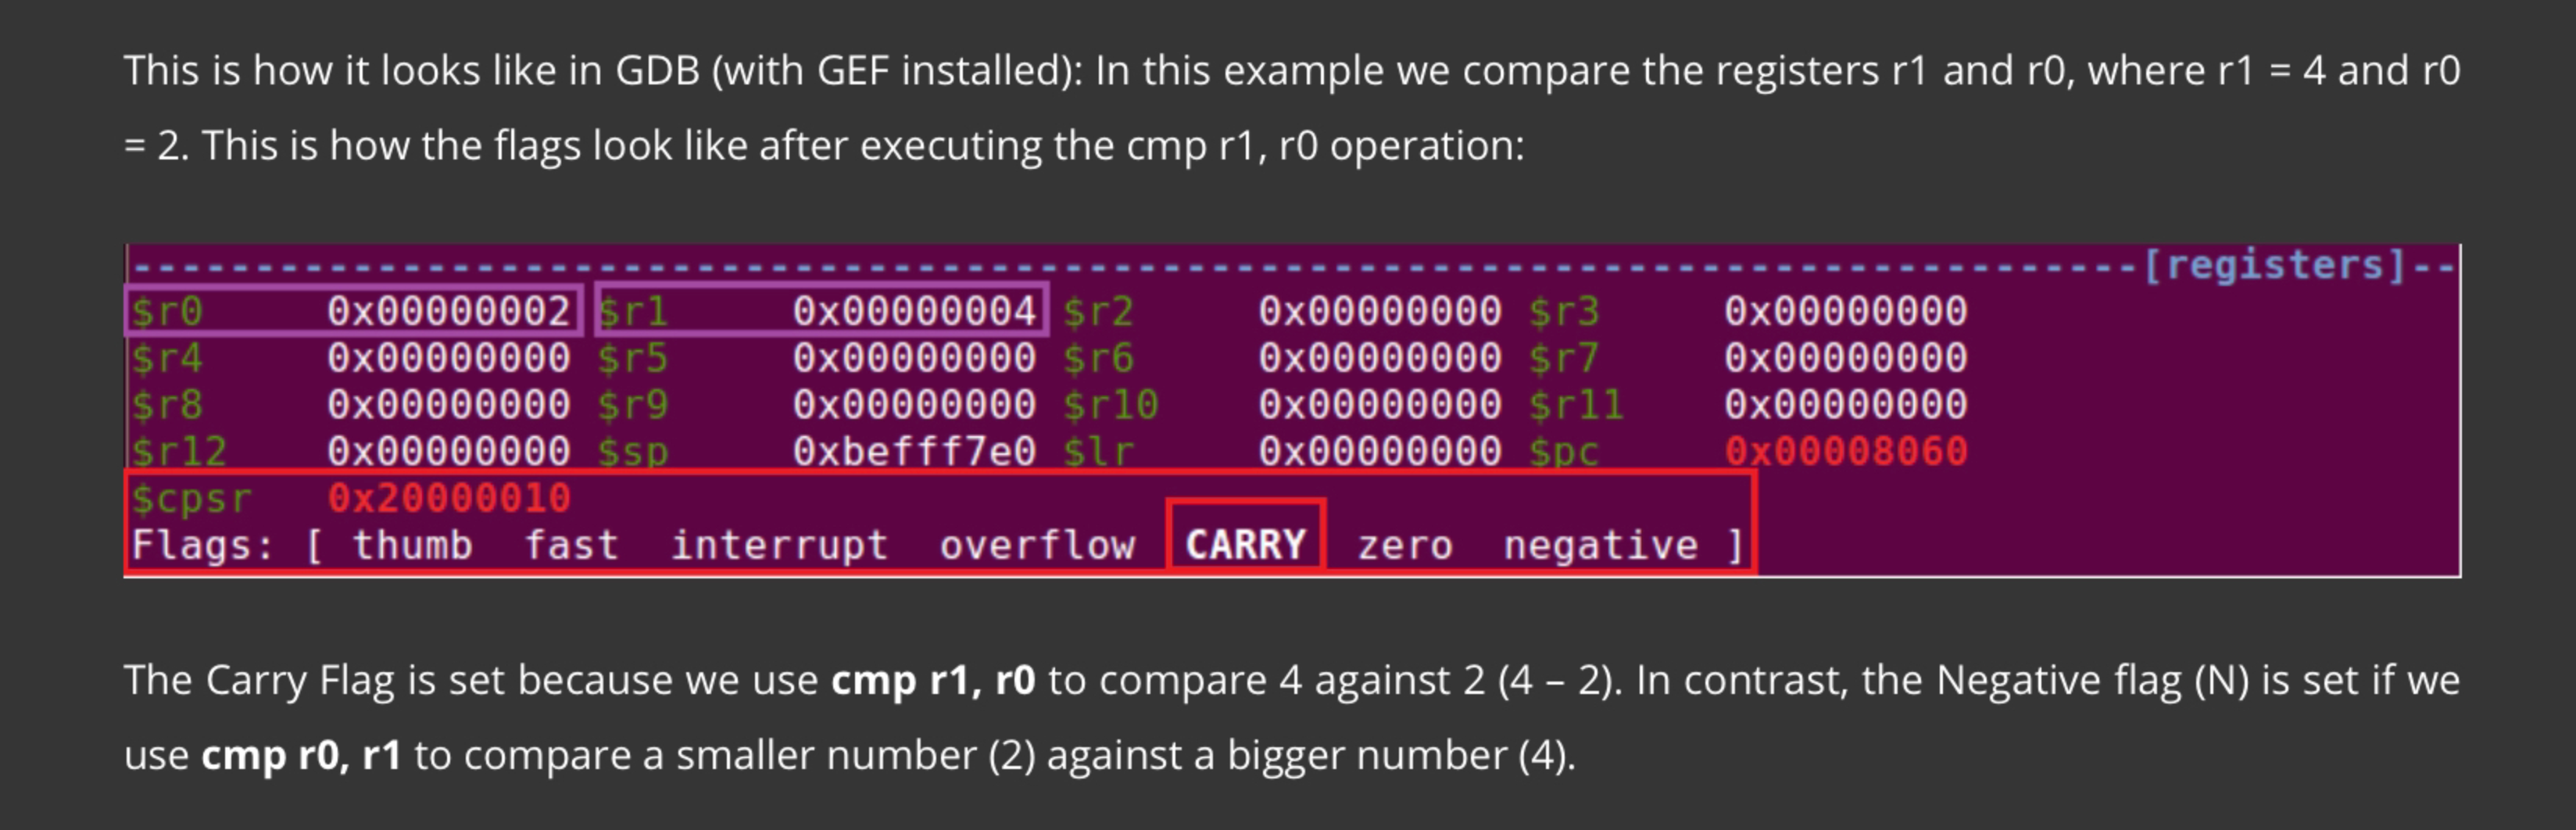 This is how it looks like in GDB (with GEF installed): In this example we compare the registers r1 and r0, where r1 = 4 and r0
= 2. This is how the flags look like after executing the cmp r1, r0 operation:
[registers]--
$r0 0x00000002 $r1 0x00000004 $r2 0x00000000 $r3 0x00000000
$r4 0x00000000 $r5 0x00000000 $r6 0x00000000 $r7 0x00000000
$r8 0x00000000 $r9 0x00000000 $r10 0x00000000 $r11 0x00000000
$r12 0x00000000 $sp 0xbefff7e0 $lr 0x00000000 $pc 0x00008060
$cpsr 0x20000010
Flags: [ thumb fast interrupt overflow CARRY zero negative ]
The Carry Flag is set because we use cmp r1, r0 to compare 4 against 2 (4 – 2). In contrast, the Negative flag (N) is set if we
use cmp r0, r1 to compare a smaller number (2) against a bigger number (4).